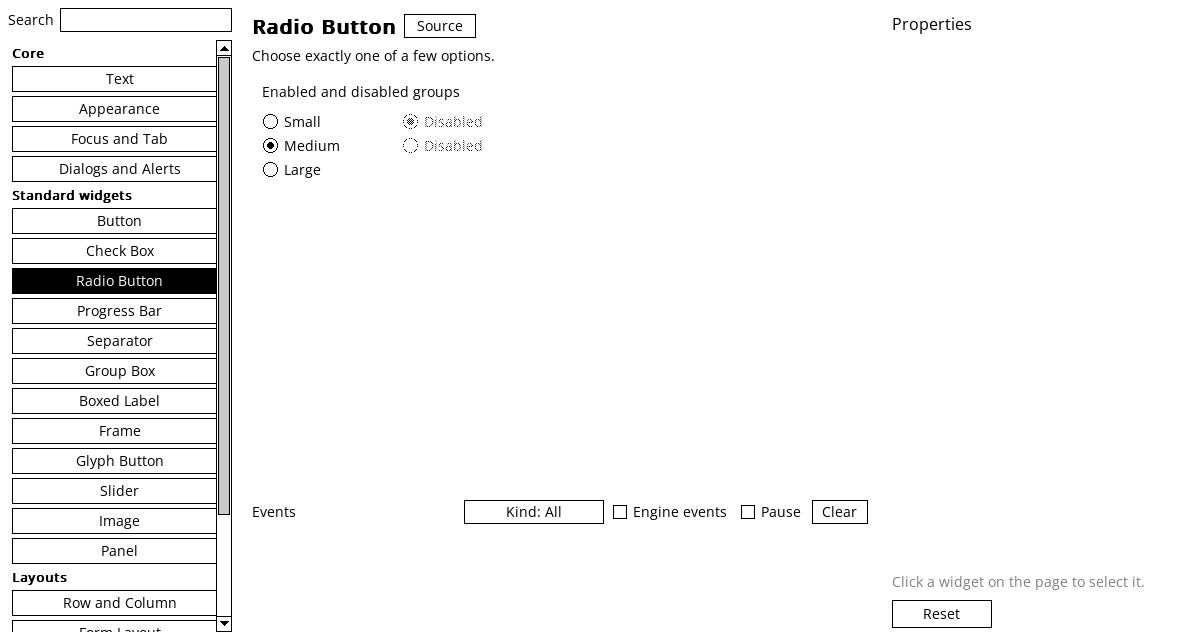 Search
Core
Text
Appearance
Focus and Tab
Dialogs and Alerts
Standard widgets
Button
Check Box
Radio Button
Progress Bar
Separator
Group Box
Boxed Label
Frame
Glyph Button
Slider
Image
Panel
Layouts
Row and Column
Form Layout
Radio Button Source
Choose exactly one of a few options.
Enabled and disabled groups
Small Disabled
Medium Disabled
Large
Events Kind: All Engine events Pause Clear
Properties
Click a widget on the page to select it.
Reset